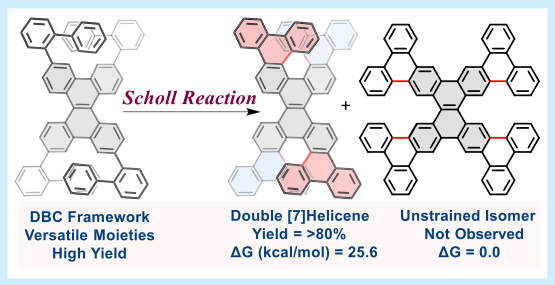 Scholl Reaction
+
DBC Framework
Versatile Moieties
High Yield
Double [7]Helicene
Yield = >80%
ΔG (kcal/mol) = 25.6
Unstrained Isomer
Not Observed
ΔG = 0.0